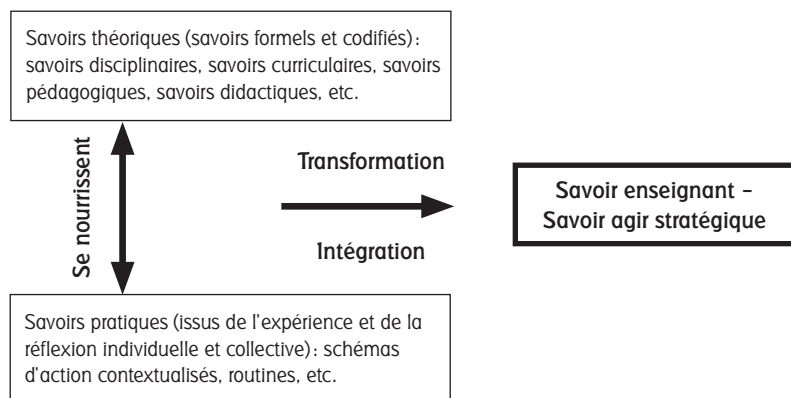 Savoirs théoriques (savoirs formels et codifiés) :
savoirs disciplinaires, savoirs curriculaires, savoirs
pédagogiques, savoirs didactiques, etc.
Se nourrissent
Transformation
Intégration
Savoir enseignant –
Savoir agir stratégique
Savoirs pratiques (issus de l'expérience et de la
réflexion individuelle et collective) : schémas
d'action contextualisés, routines, etc.